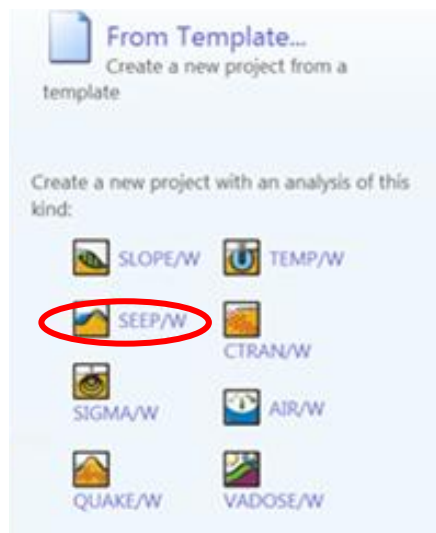 From Template...
Create a new project from a
template
Create a new project with an analysis of this
kind:
SLOPE/W TEMP/W
SEEP/W
CTRAN/W
SIGMA/W AIR/W
QUAKE/W VADOSE/W